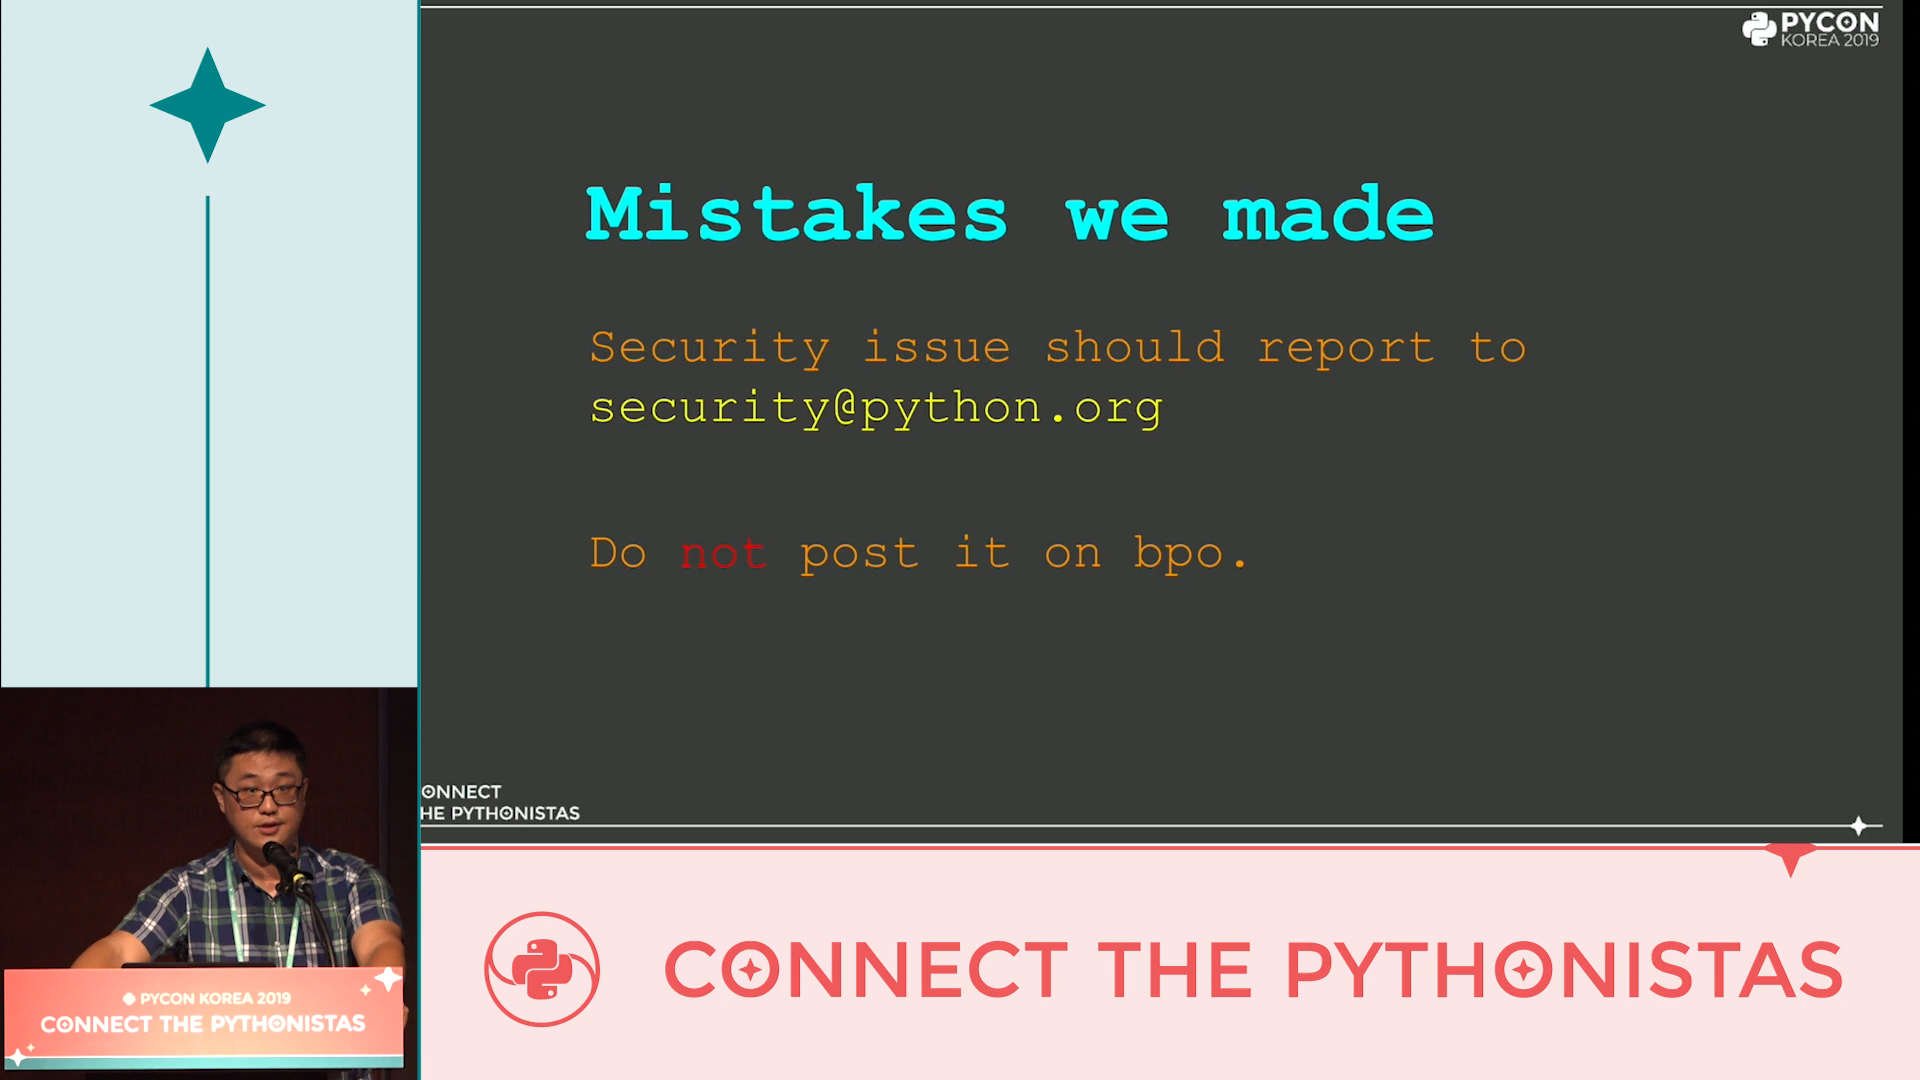 PYCON
KOREA 2019
Mistakes we made
Security issue should report to
security@python.org
Do not post it on bpo.
ONNECT
HE PYTHONISTAS
PYCON KOREA 2019
CONNECT THE PYTHONISTAS
CONNECT THE PYTHONISTAS